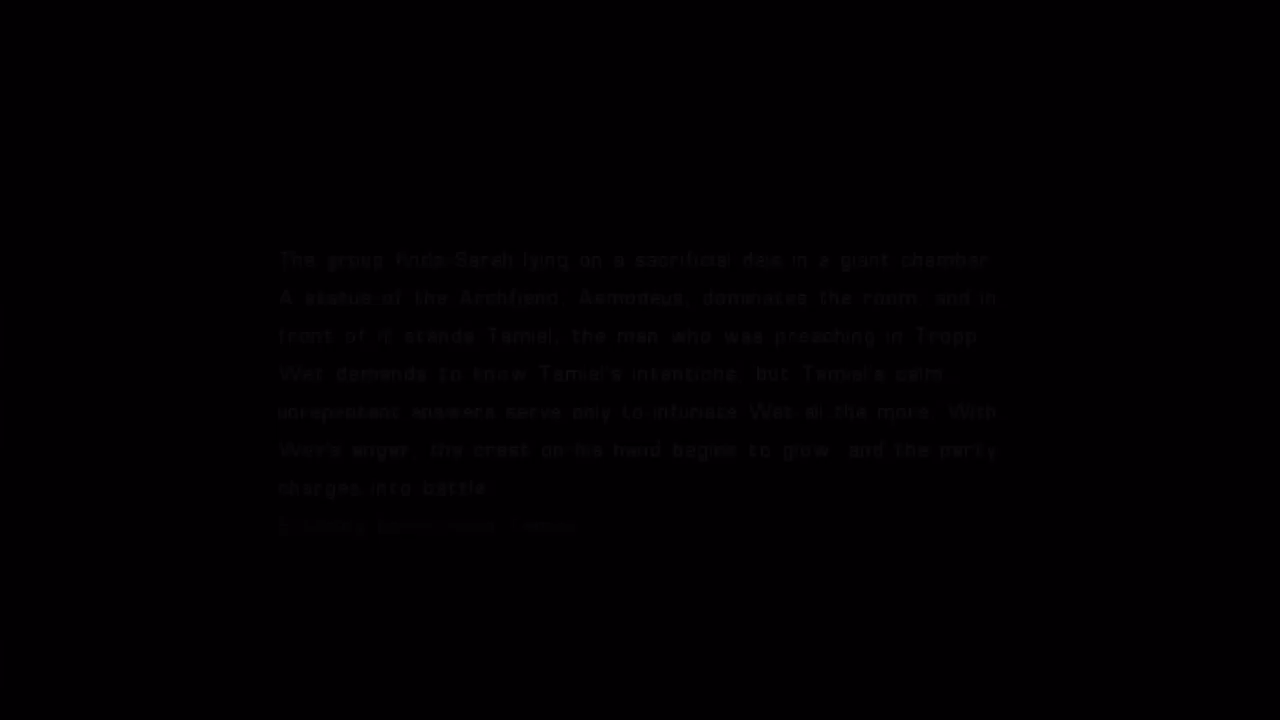 The group finds Sarah lying on a sacrificial dais in a giant chamber.
A statue of the Archfiend, Asmodeus, dominates the room, and in
front of it stands Tamiel, the man who was preaching in Tropp.
demands to know Tamiel's intentions, but Tamiel's calm
unrepentant answers serve only to infuriate all the more. With
anger, the crest on his hand begins to glow, and the party
charges into battle.